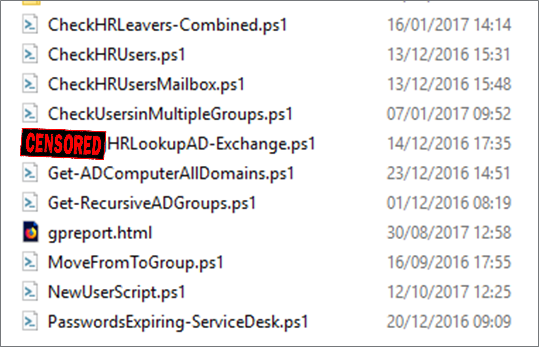 CheckHRLeavers-Combined.ps1 16/01/2017 14:14
CheckHRUsers.ps1 13/12/2016 15:31
CheckHRUsersMailbox.ps1 13/12/2016 15:48
CheckUsersinMultipleGroups.ps1 07/01/2017 09:52
CENSORED HRLookupAD-Exchange.ps1 14/12/2016 17:35
Get-ADComputerAllDomains.ps1 23/12/2016 14:51
Get-RecursiveADGroups.ps1 01/12/2016 08:19
gpreport.html 30/08/2017 12:58
MoveFromToGroup.ps1 16/09/2016 17:55
NewUserScript.ps1 12/10/2017 12:25
PasswordsExpiring-ServiceDesk.ps1 20/12/2016 09:09